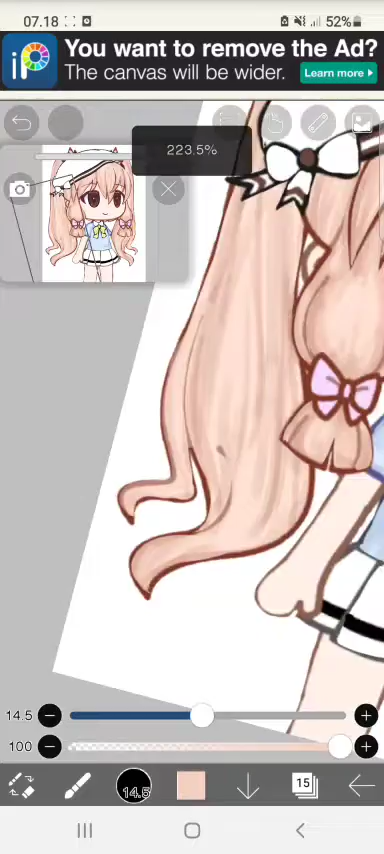 07.18 52%
iP You want to remove the Ad?
The canvas will be wider. Learn more ▸
223.5%
14.5
100
14.5 15